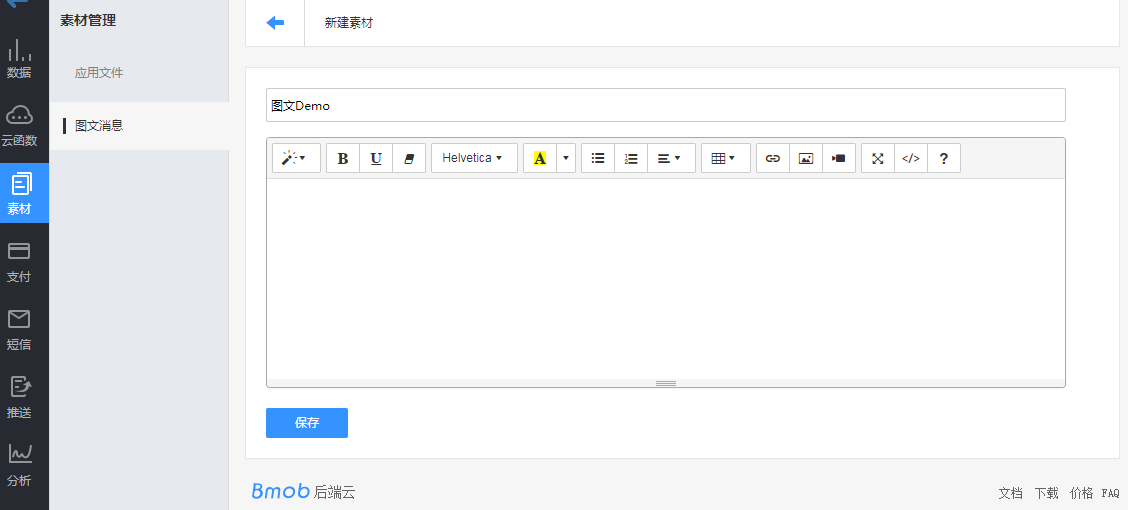 素材管理
应用文件
图文消息
数据
云函数
素材
支付
短信
推送
分析
新建素材
图文Demo
B U Helvetica A </> ?
保存
Bmob 后端云
文档 下载 价格 FAQ